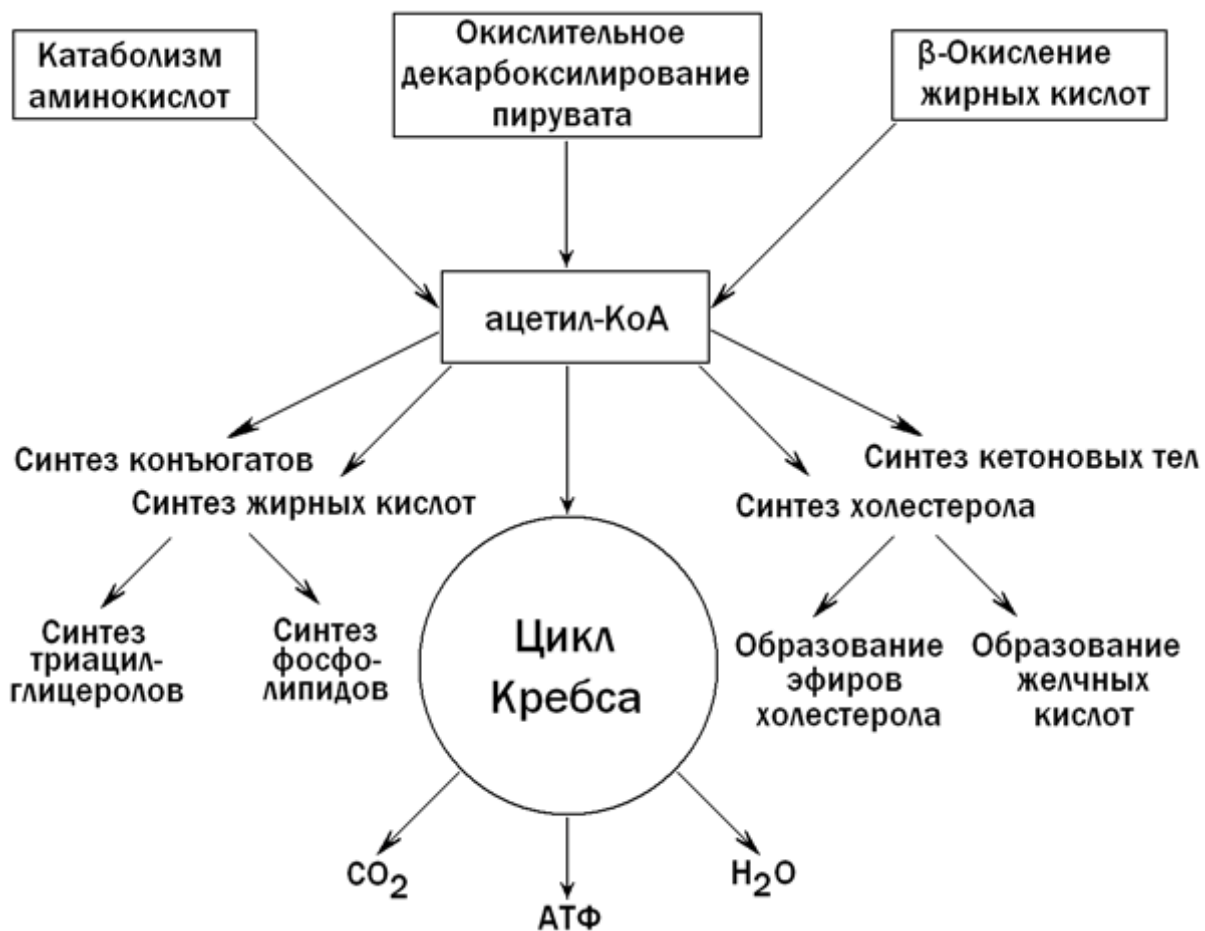 Катаболизм
аминокислот
Окислительное
декарбоксилирование
пирувата
β-Окисление
жирных кислот
ацетил-КоА
Синтез конъюгатов
Синтез жирных кислот
Синтез кетоновых тел
Синтез холестерола
Синтез
триацил-
глицеролов
Синтез
фосфо-
липидов
Цикл
Кребса
Образование
эфиров
холестерола
Образование
желчных
кислот
CO2
АТФ
H2O